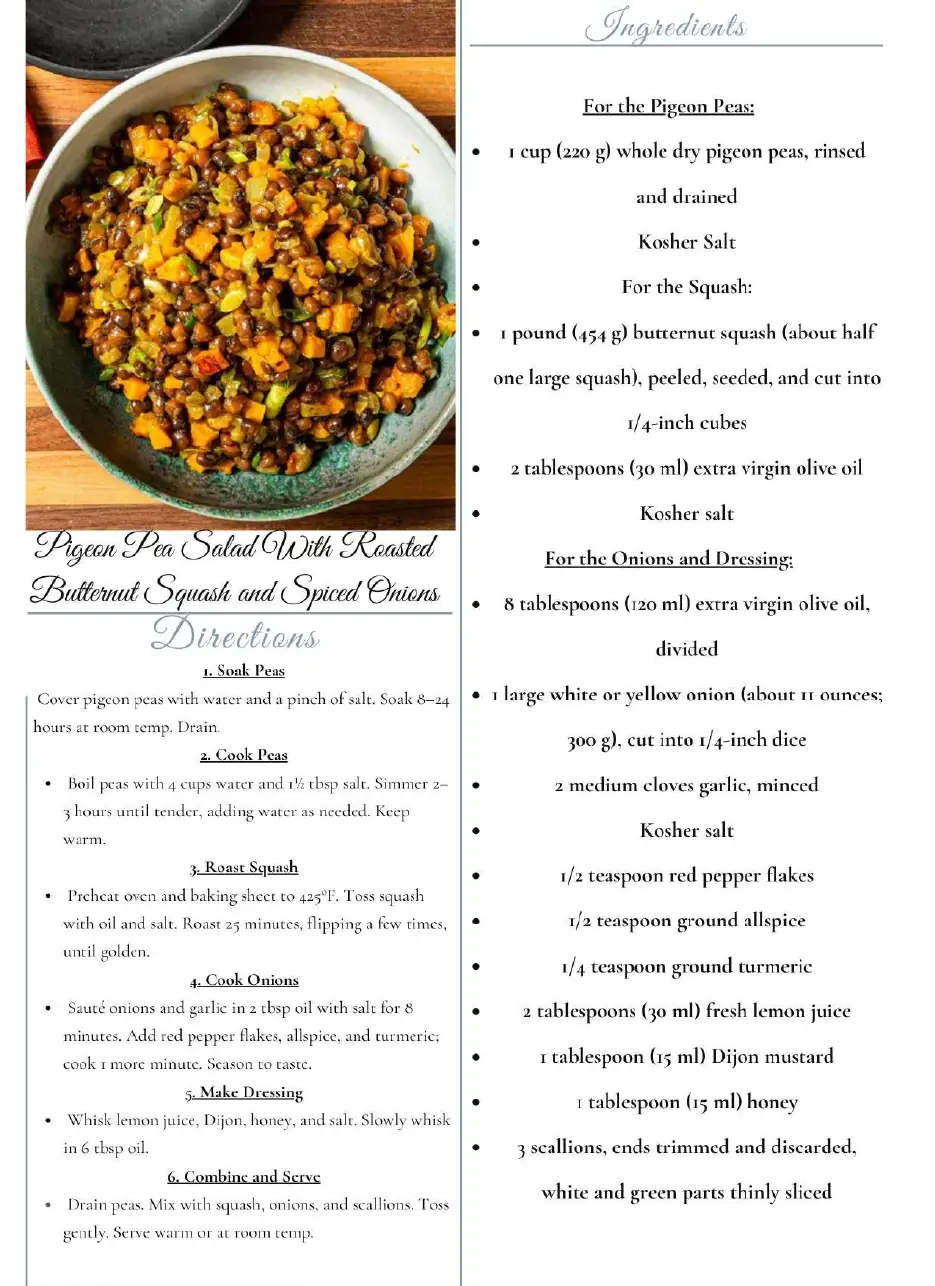 Pigeon Pea Salad With Roasted
Butternut Squash and Spiced Onions
Directions
1. Soak Peas
Cover pigeon peas with water and a pinch of salt. Soak 8–24
hours at room temp. Drain.
2. Cook Peas
• Boil peas with 4 cups water and 1½ tbsp salt. Simmer 2–
3 hours until tender, adding water as needed. Keep
warm.
3. Roast Squash
• Preheat oven and baking sheet to 425°F. Toss squash
with oil and salt. Roast 25 minutes, flipping a few times,
until golden.
4. Cook Onions
• Sauté onions and garlic in 2 tbsp oil with salt for 8
minutes. Add red pepper flakes, allspice, and turmeric;
cook 1 more minute. Season to taste.
5. Make Dressing
• Whisk lemon juice, Dijon, honey, and salt. Slowly whisk
in 6 tbsp oil.
6. Combine and Serve
• Drain peas. Mix with squash, onions, and scallions. Toss
gently. Serve warm or at room temp.
Ingredients
For the Pigeon Peas:
• 1 cup (220 g) whole dry pigeon peas, rinsed
and drained
• Kosher Salt
• For the Squash:
• 1 pound (454 g) butternut squash (about half
one large squash), peeled, seeded, and cut into
1/4-inch cubes
• 2 tablespoons (30 ml) extra virgin olive oil
• Kosher salt
For the Onions and Dressing:
• 8 tablespoons (120 ml) extra virgin olive oil,
divided
• 1 large white or yellow onion (about 11 ounces;
300 g), cut into 1/4-inch dice
• 2 medium cloves garlic, minced
• Kosher salt
• 1/2 teaspoon red pepper flakes
• 1/2 teaspoon ground allspice
• 1/4 teaspoon ground turmeric
• 2 tablespoons (30 ml) fresh lemon juice
• 1 tablespoon (15 ml) Dijon mustard
• 1 tablespoon (15 ml) honey
• 3 scallions, ends trimmed and discarded,
white and green parts thinly sliced